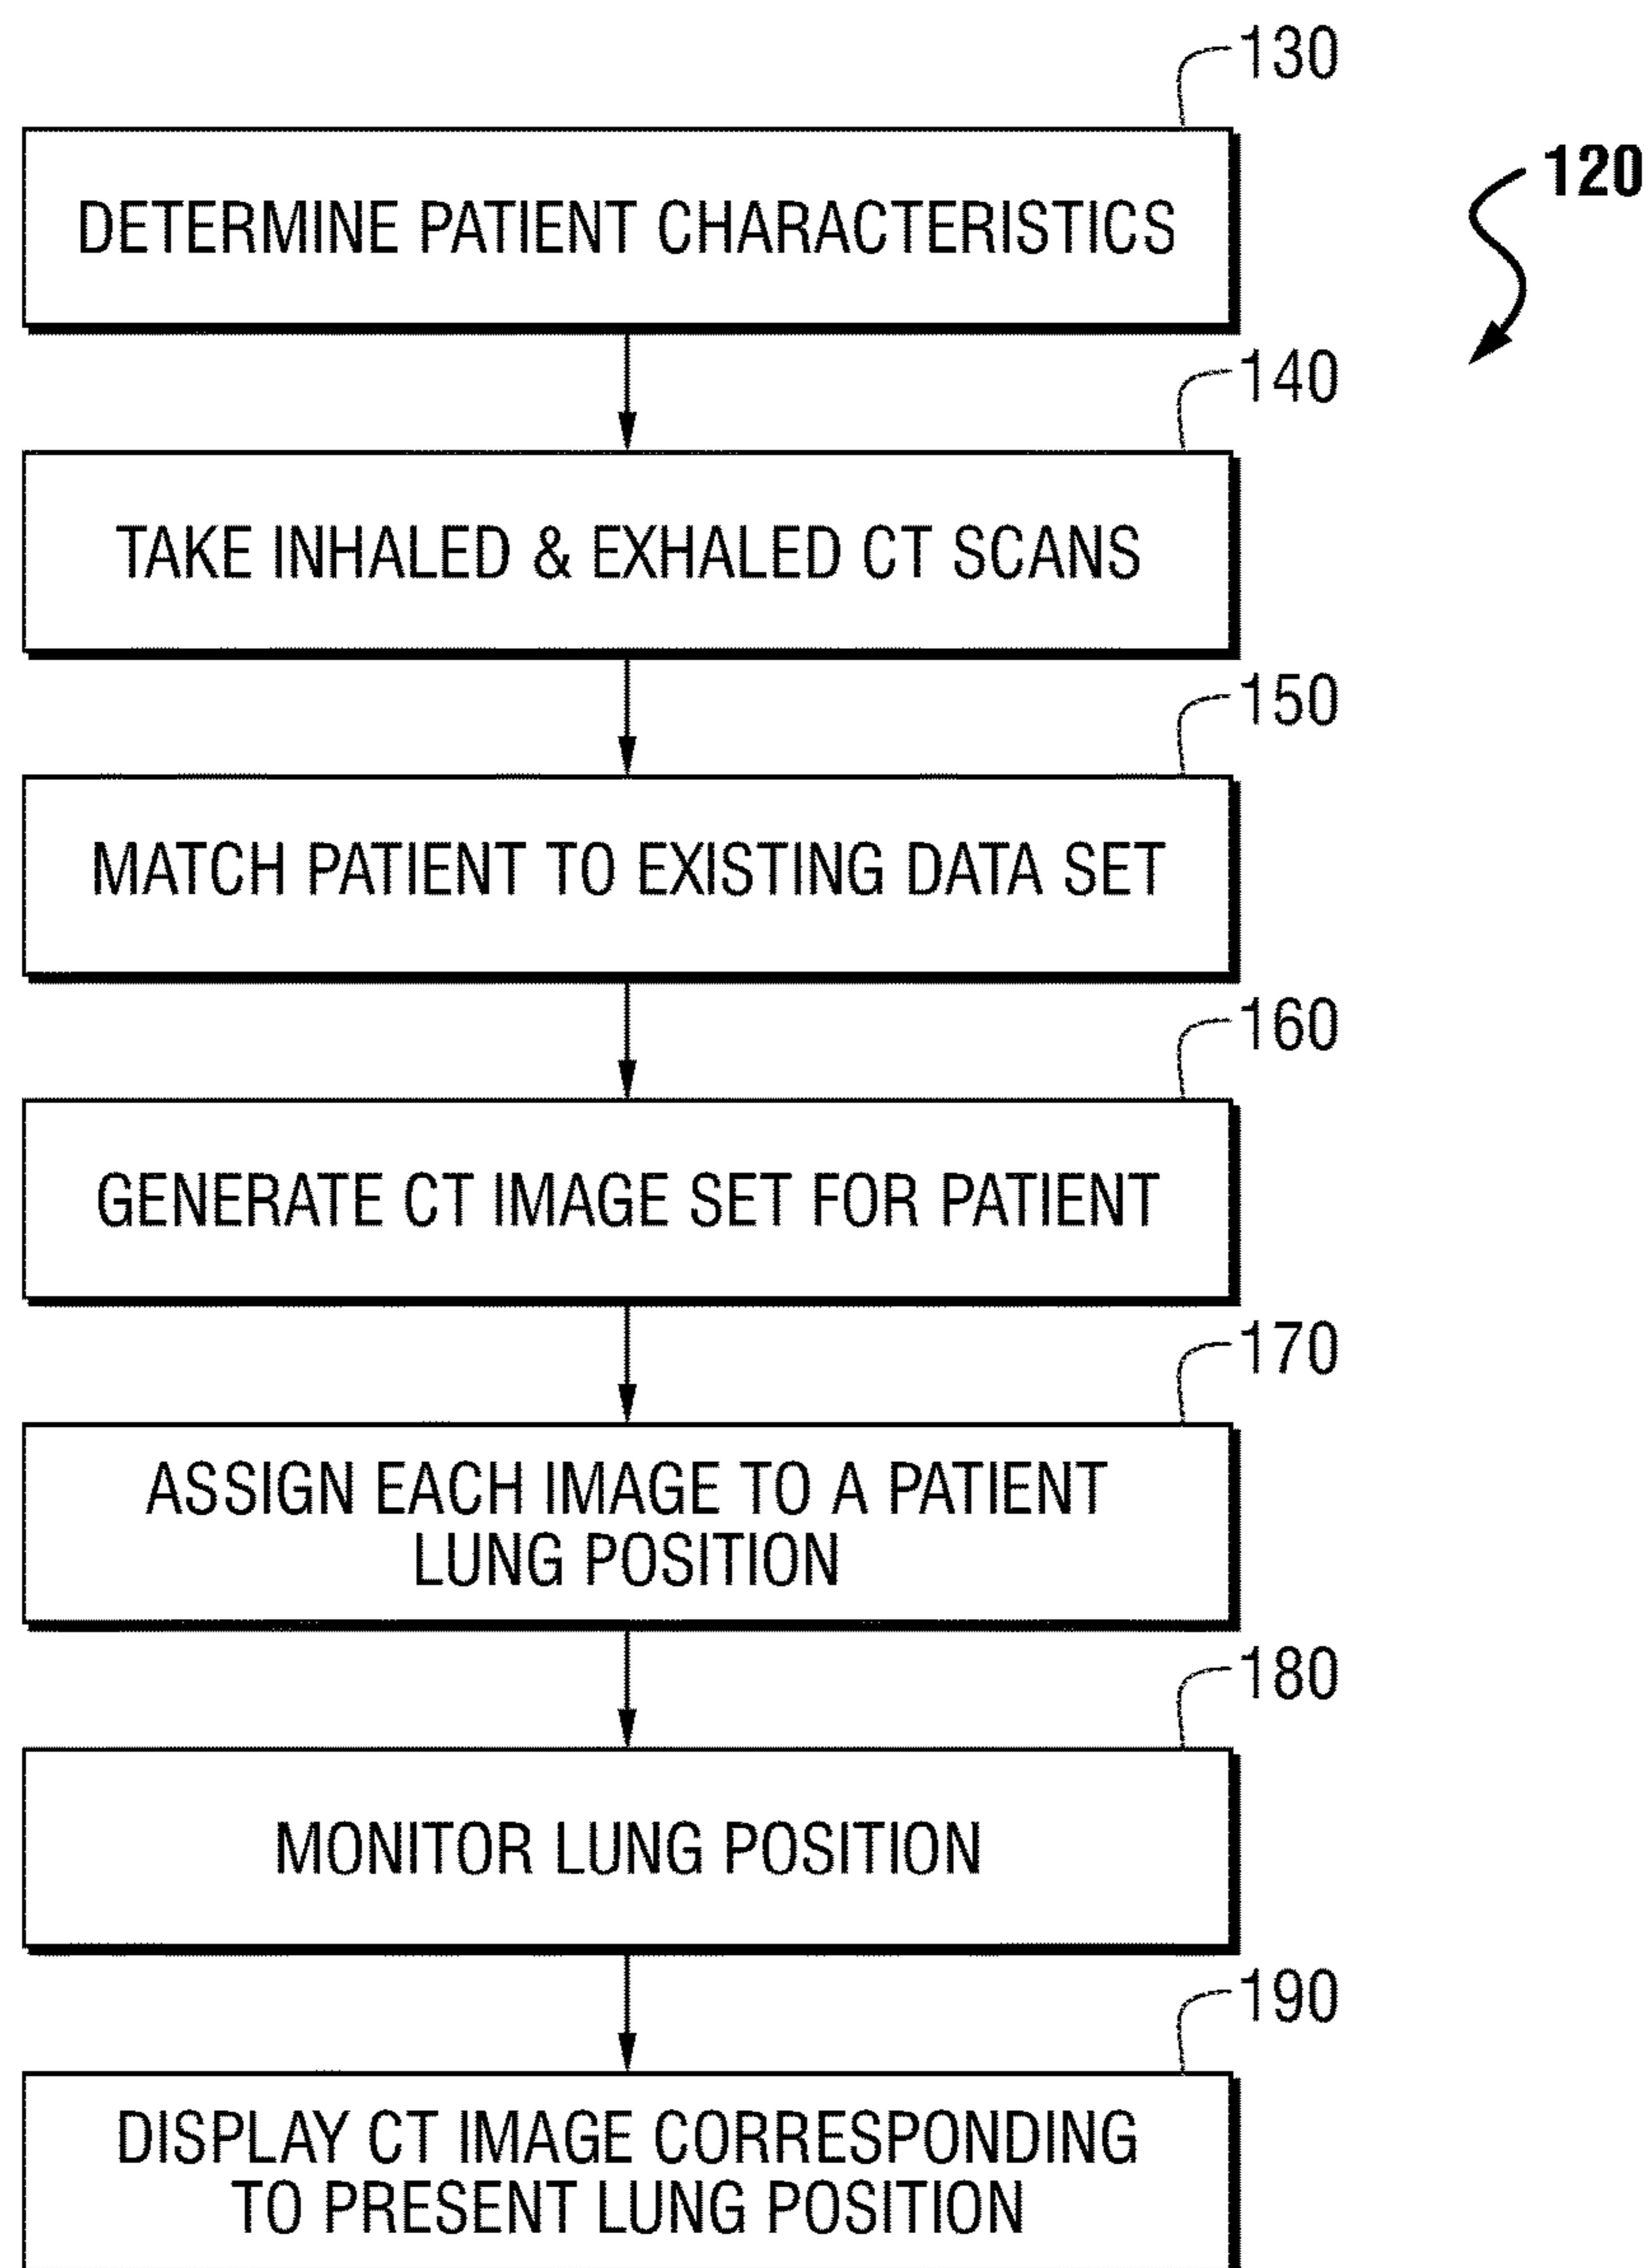 130
120
DETERMINE PATIENT CHARACTERISTICS
140
TAKE INHALED & EXHALED CT SCANS
150
MATCH PATIENT TO EXISTING DATA SET
160
GENERATE CT IMAGE SET FOR PATIENT
170
ASSIGN EACH IMAGE TO A PATIENT
LUNG POSITION
180
MONITOR LUNG POSITION
190
DISPLAY CT IMAGE CORRESPONDING
TO PRESENT LUNG POSITION